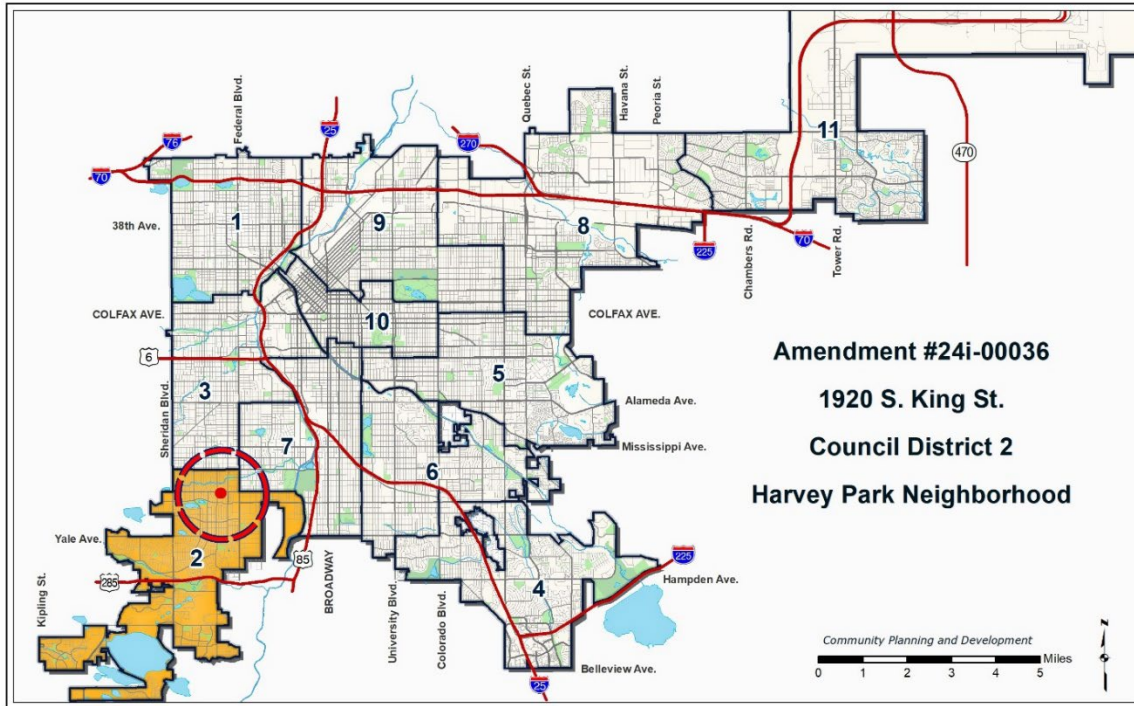 Federal Blvd.
Quebec St.
Havana St.
Peoria St.
76
25
270
70
11
470
38th Ave.
1
9
8
225
Chambers Rd.
70
Tower Rd.
COLFAX AVE.
10
COLFAX AVE.
6
3
Sheridan Blvd.
5
Alameda Ave.
7
Mississippi Ave.
6
Amendment #24i-00036
1920 S. King St.
Council District 2
Harvey Park Neighborhood
Yale Ave.
2
85
BROADWAY
225
Hampden Ave.
285
Kipling St.
University Blvd.
Colorado Blvd.
4
Belleview Ave.
25
Community Planning and Development
Miles
0 1 2 3 4 5
N